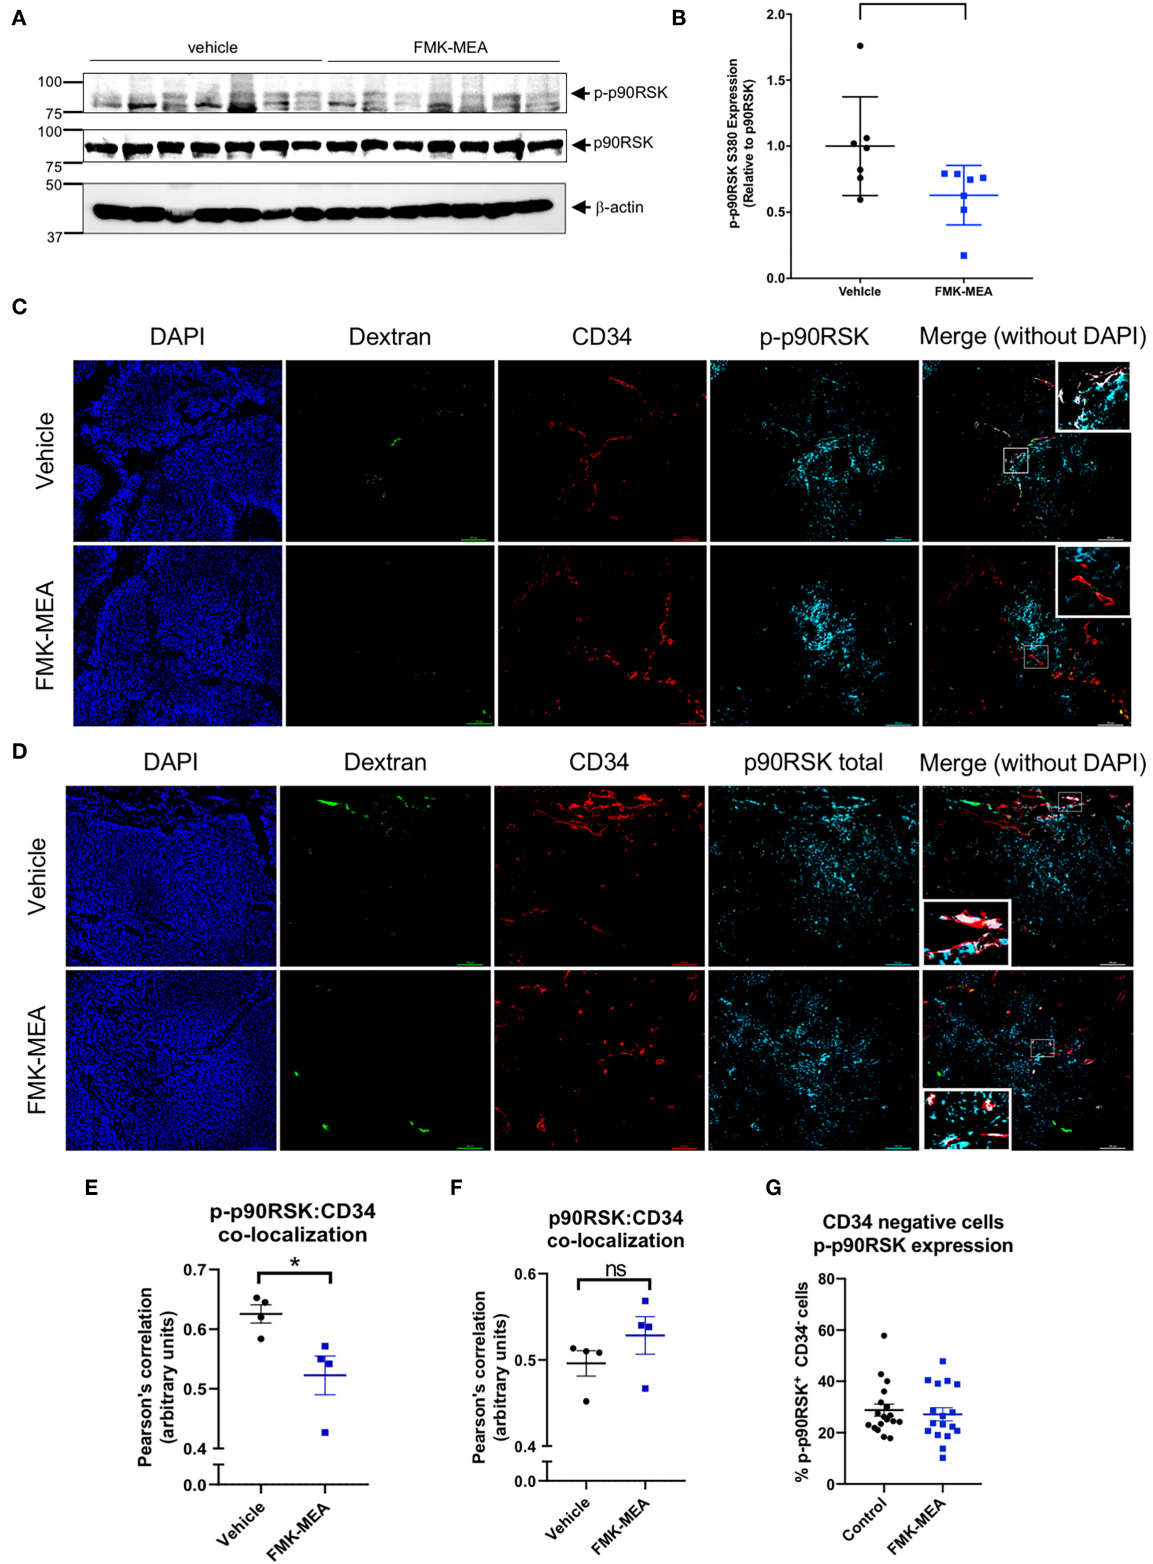 A
vehicle
FMK-MEA
100
75
p-p90RSK
100
75
p90RSK
50
37
β-actin
B
p-p90RSK S380 Expression
(Relative to p90RSK)
2.0
1.5
1.0
0.5
0.0
Vehicle
FMK-MEA
C
DAPI
Dextran
CD34
p-p90RSK
Merge (without DAPI)
Vehicle
FMK-MEA
D
DAPI
Dextran
CD34
p90RSK total
Merge (without DAPI)
Vehicle
FMK-MEA
E
p-p90RSK:CD34
co-localization
*
Pearson's correlation
(arbitrary units)
0.7
0.6
0.5
0.4
0.0
Vehicle
FMK-MEA
F
p90RSK:CD34
co-localization
ns
Pearson's correlation
(arbitrary units)
0.6
0.5
0.4
0.0
Vehicle
FMK-MEA
G
CD34 negative cells
p-p90RSK expression
% p-p90RSK⁺ CD34⁻ cells
80
60
40
20
0
Control
FMK-MEA